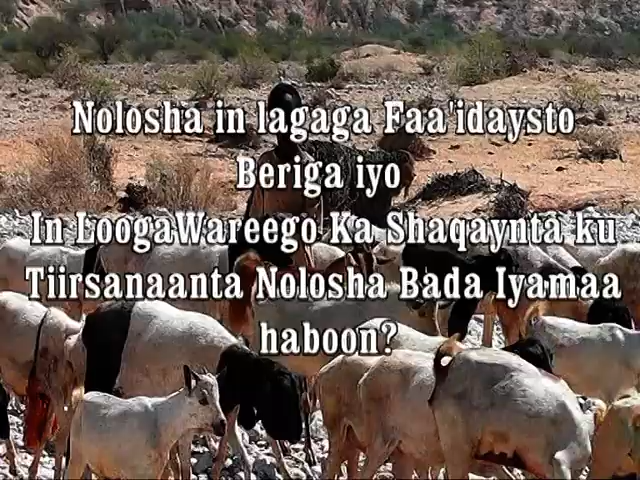 Nolosha in lagaga Faa'idaysto
Beriga iyo
In LoogaWareego Ka Shaqaynta ku
Tiirsanaanta Nolosha Bada Iyamaa
haboon?